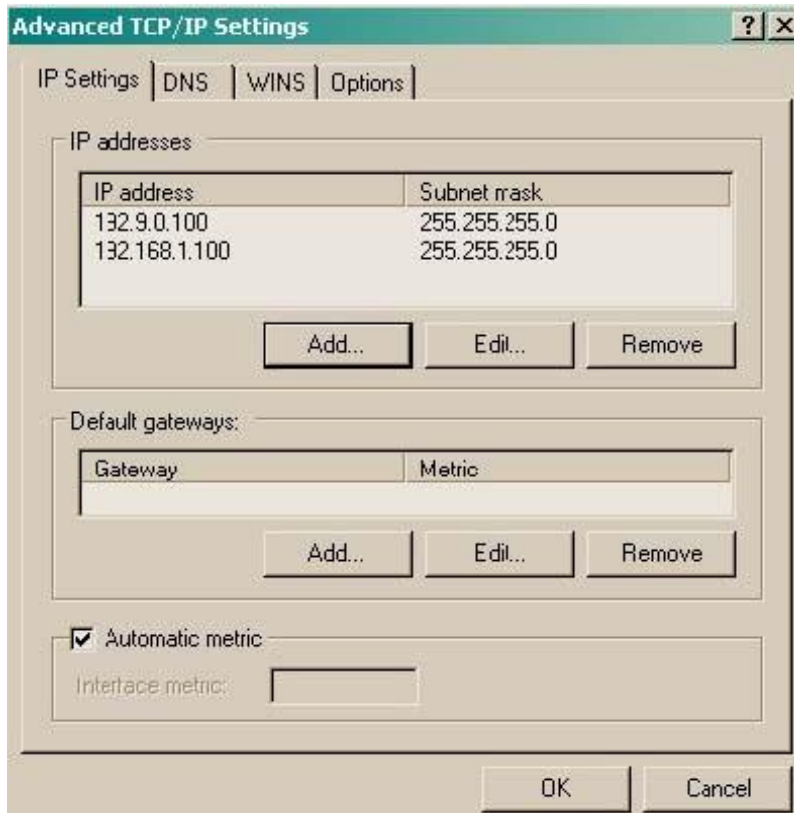 Advanced TCP/IP Settings
IP Settings DNS WINS Options
IP addresses
IP address Subnet mask
192.9.0.100 255.255.255.0
192.168.1.100 255.255.255.0
Add... Edit... Remove
Default gateways:
Gateway Metric
Add... Edit... Remove
Automatic metric
Interface metric:
OK Cancel